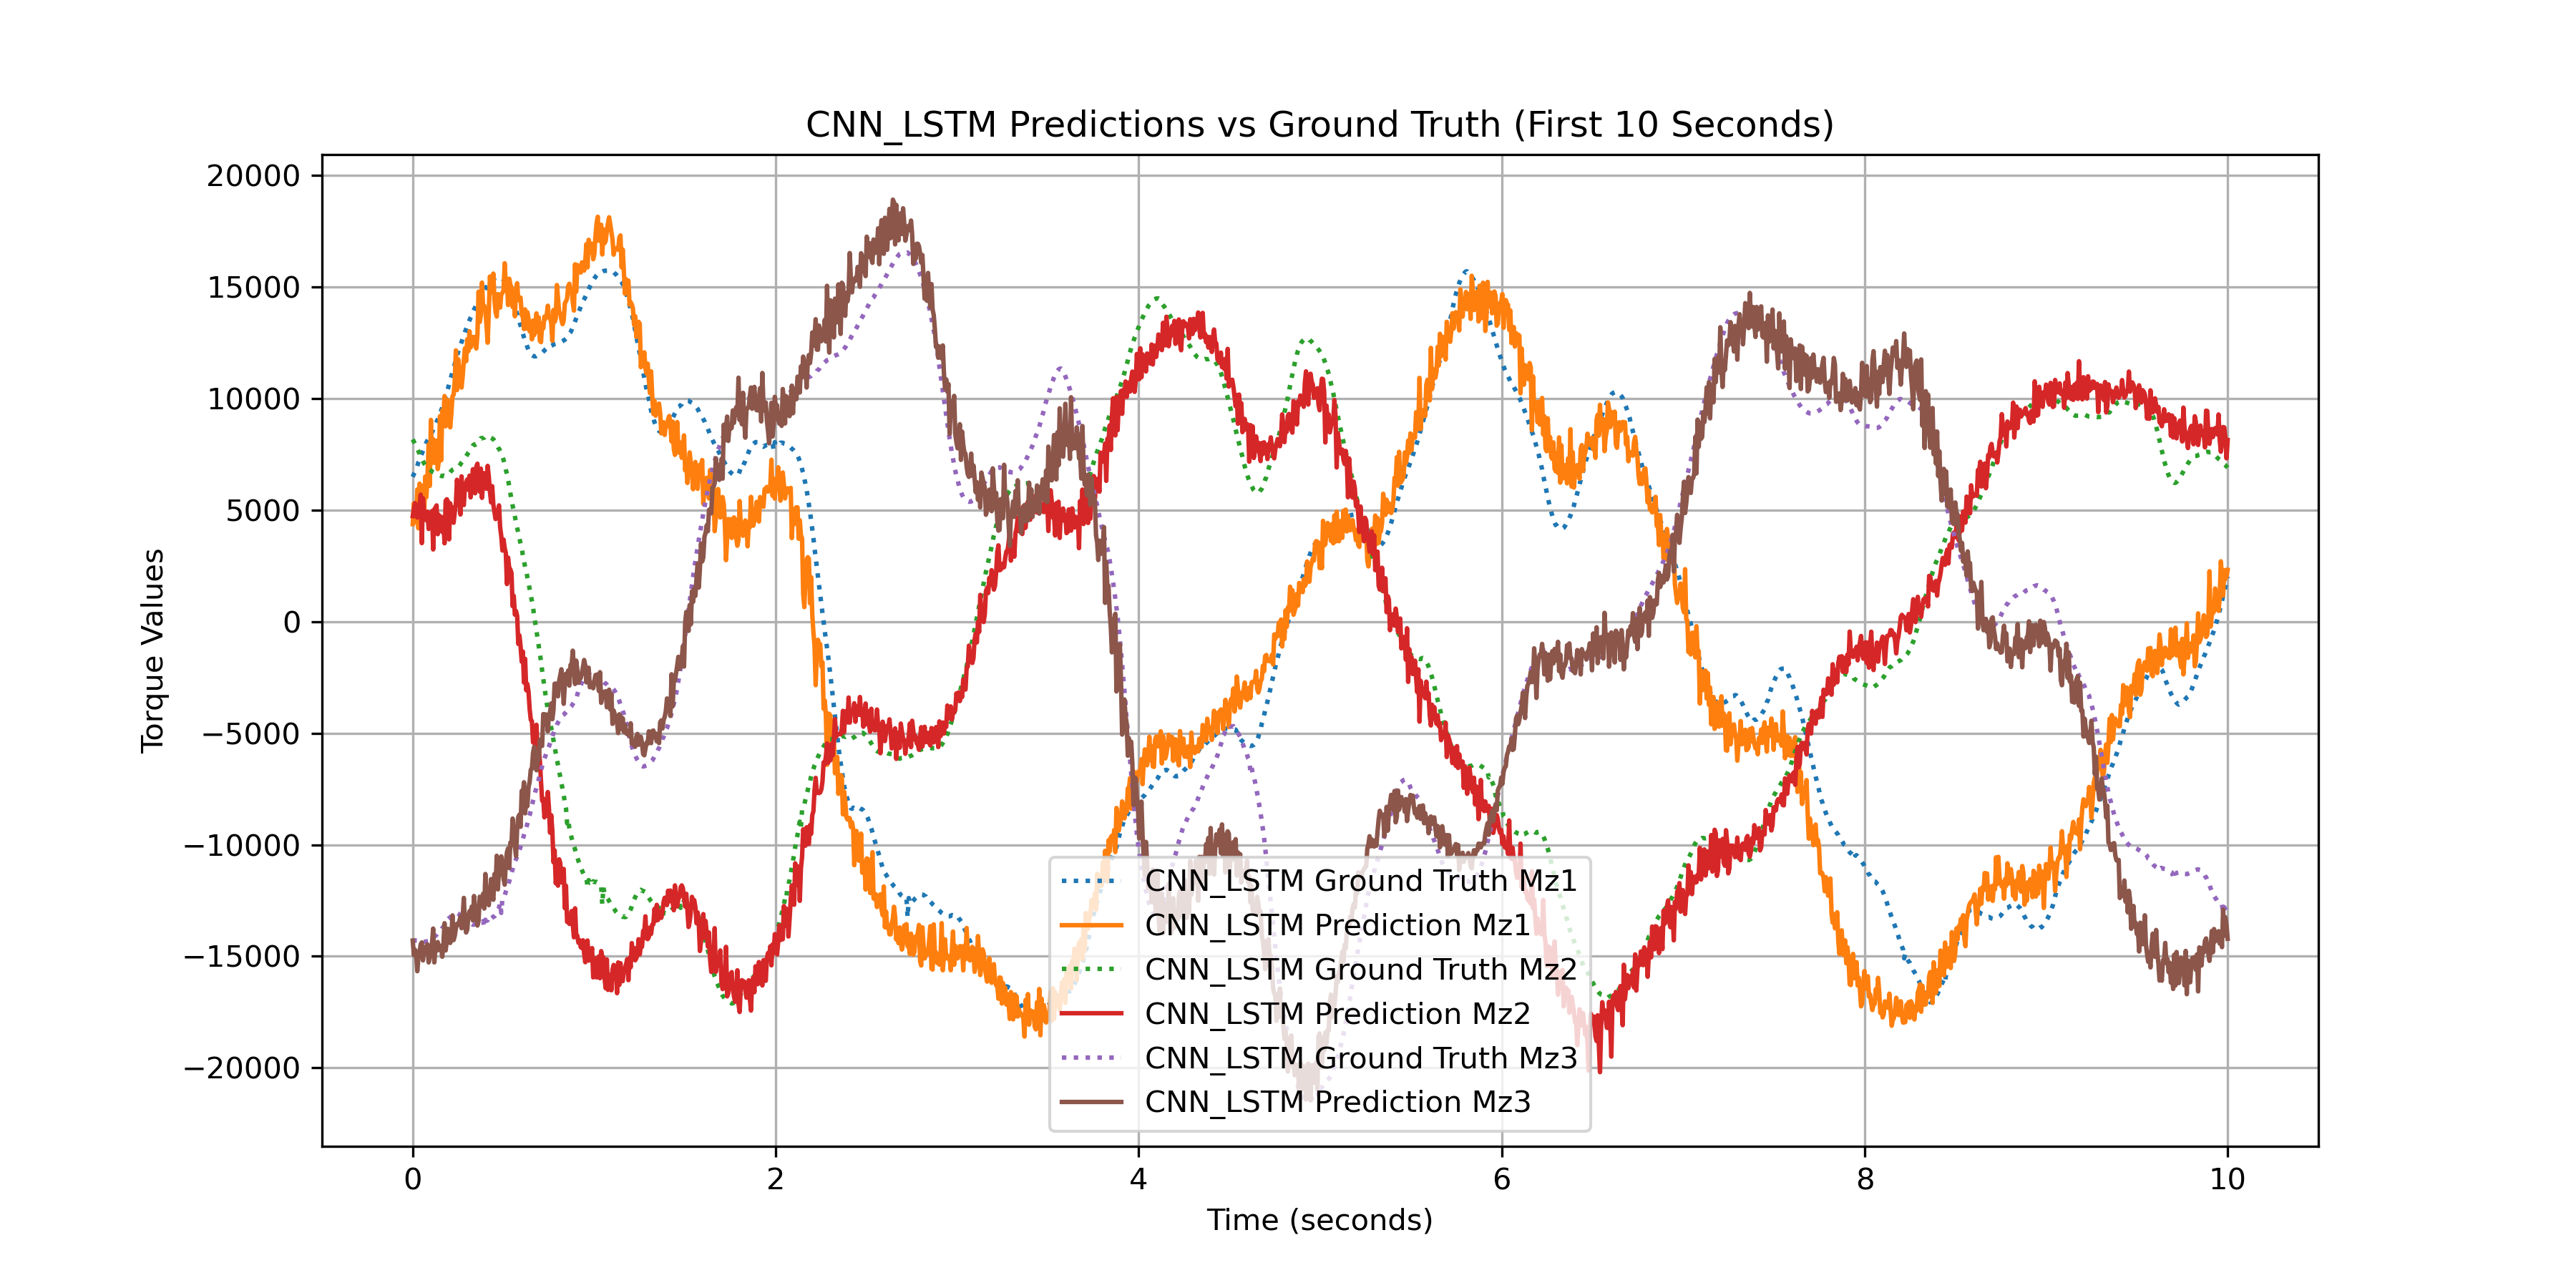 CNN_LSTM Predictions vs Ground Truth (First 10 Seconds)
Torque Values
20000
15000
10000
5000
0
−5000
−10000
−15000
−20000
CNN_LSTM Ground Truth Mz1
CNN_LSTM Prediction Mz1
CNN_LSTM Ground Truth Mz2
CNN_LSTM Prediction Mz2
CNN_LSTM Ground Truth Mz3
CNN_LSTM Prediction Mz3
0 2 4 6 8 10
Time (seconds)